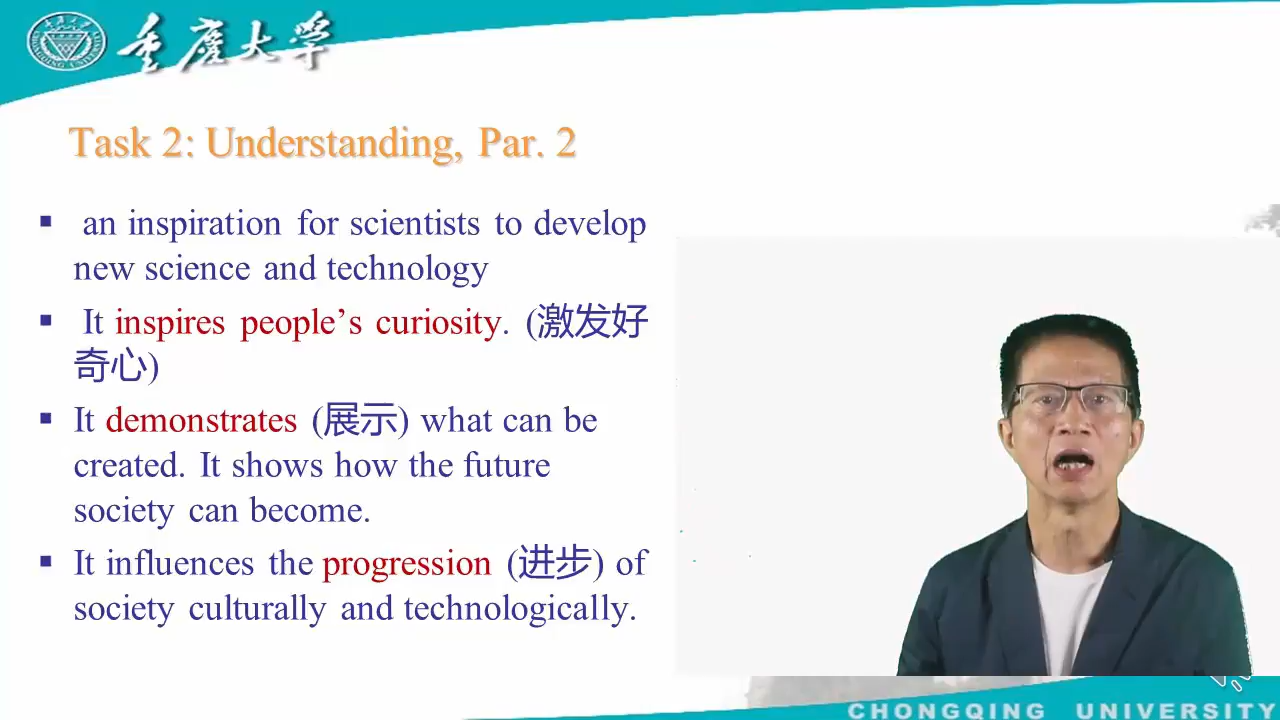 重庆大学
Task 2: Understanding, Par. 2
▪ an inspiration for scientists to develop
new science and technology
▪ It inspires people’s curiosity. (激发好
奇心)
▪ It demonstrates (展示) what can be
created. It shows how the future
society can become.
▪ It influences the progression (进步) of
society culturally and technologically.
CHONGQING UNIVERSITY